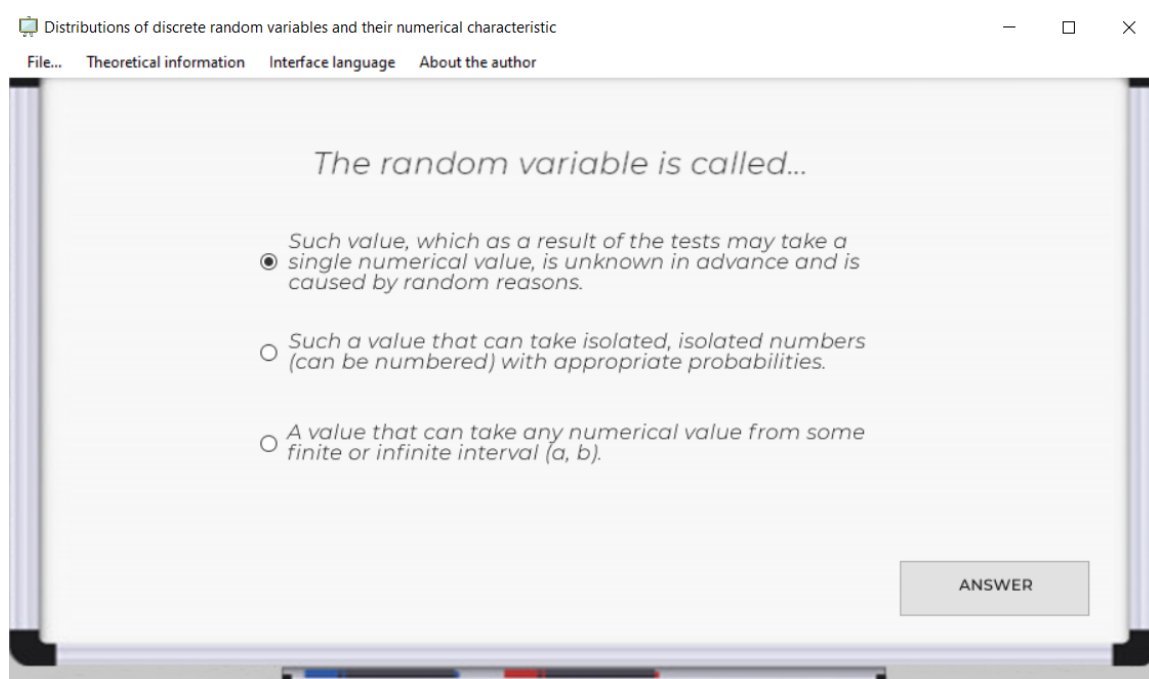 Distributions of discrete random variables and their numerical characteristic
File... Theoretical information Interface language About the author
The random variable is called...
Such value, which as a result of the tests may take a
single numerical value, is unknown in advance and is
caused by random reasons.
Such a value that can take isolated, isolated numbers
(can be numbered) with appropriate probabilities.
A value that can take any numerical value from some
finite or infinite interval (a, b).
ANSWER